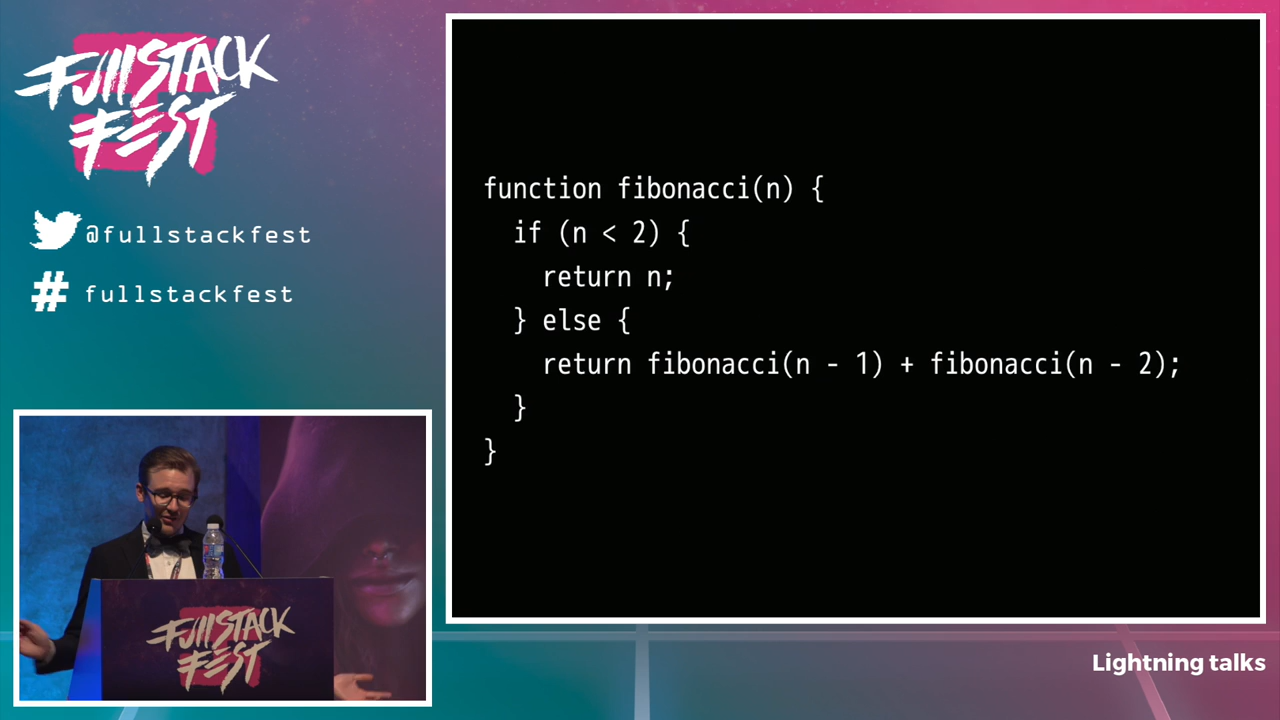 FullSTACK
FEST
@fullstackfest
# fullstackfest
function fibonacci(n) {
  if (n < 2) {
    return n;
  } else {
    return fibonacci(n - 1) + fibonacci(n - 2);
  }
}
FullSTACK
FEST
Lightning talks